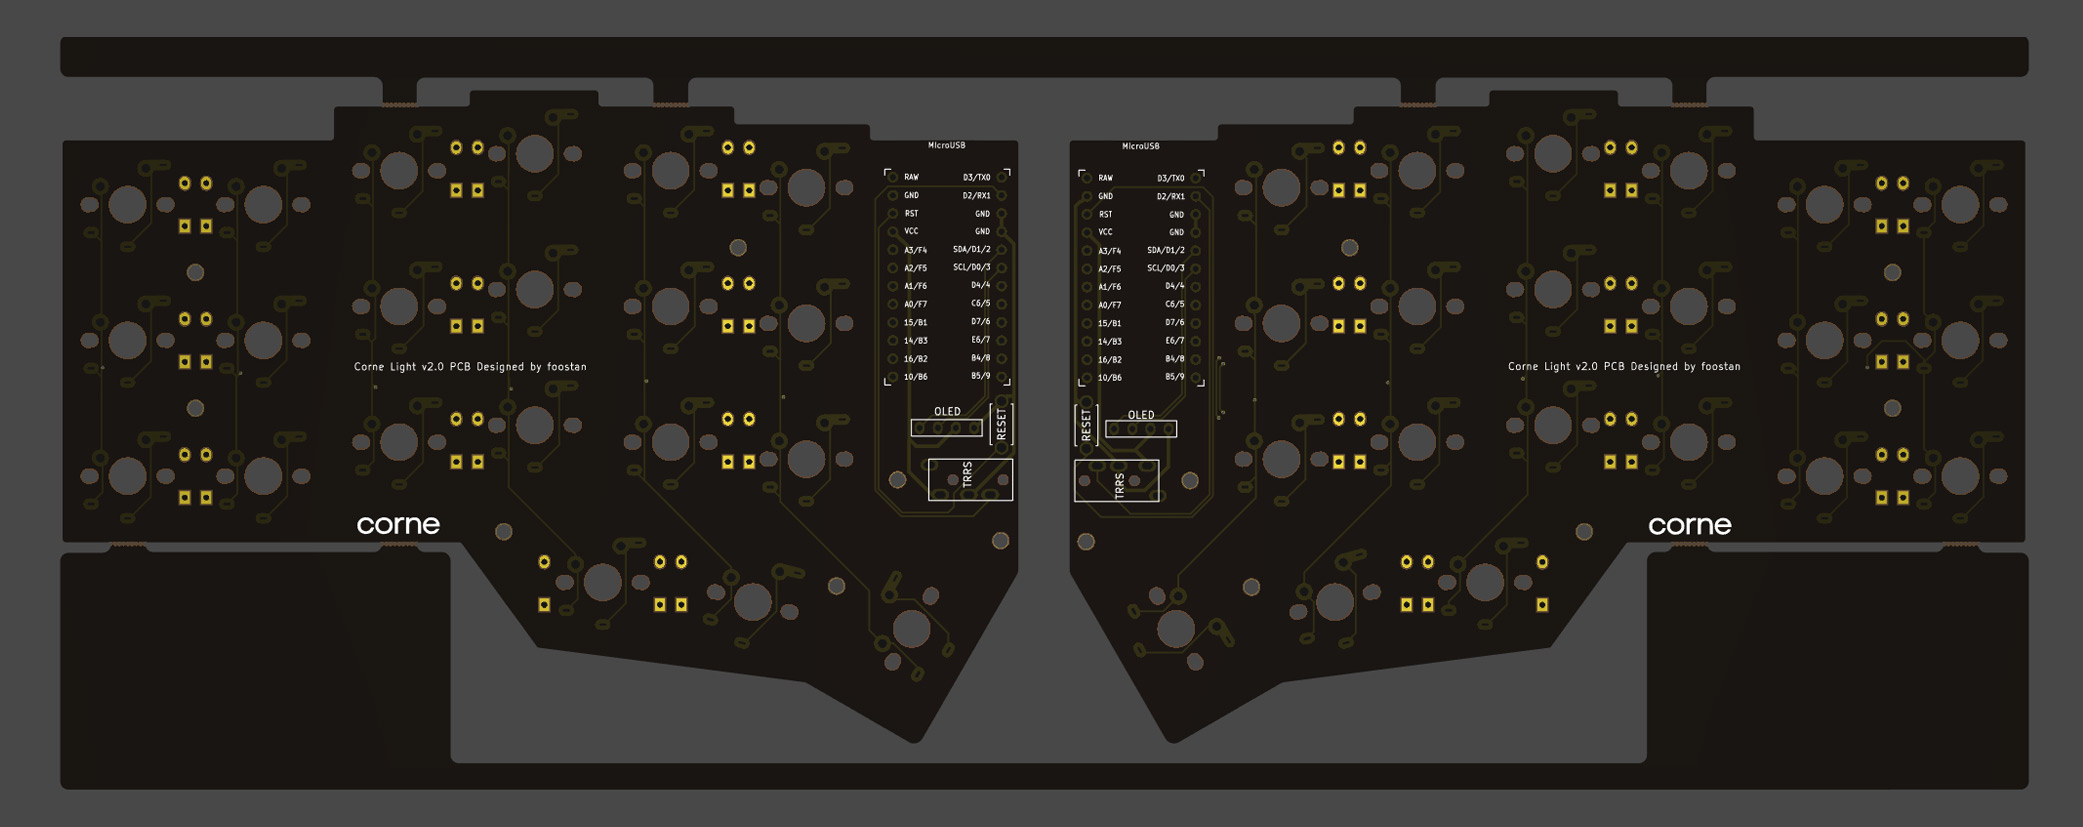 MIcroUSB
RAW D3/TX0
GND D2/RX1
RST GND
VCC GND
A3/F4 SDA/D1/2
A2/F5 SCL/D0/3
A1/F6 D4/4
A0/F7 C6/5
15/B1 D7/6
14/B3 E6/7
16/B2 B4/8
10/B6 B5/9
OLED
RESET
TRRS
Corne Light v2.0 PCB Designed by foostan
corne
MIcroUSB
RAW D3/TX0
GND D2/RX1
RST GND
VCC GND
A3/F4 SDA/D1/2
A2/F5 SCL/D0/3
A1/F6 D4/4
A0/F7 C6/5
15/B1 D7/6
14/B3 E6/7
16/B2 B4/8
10/B6 B5/9
RESET
OLED
TRRS
Corne Light v2.0 PCB Designed by foostan
corne